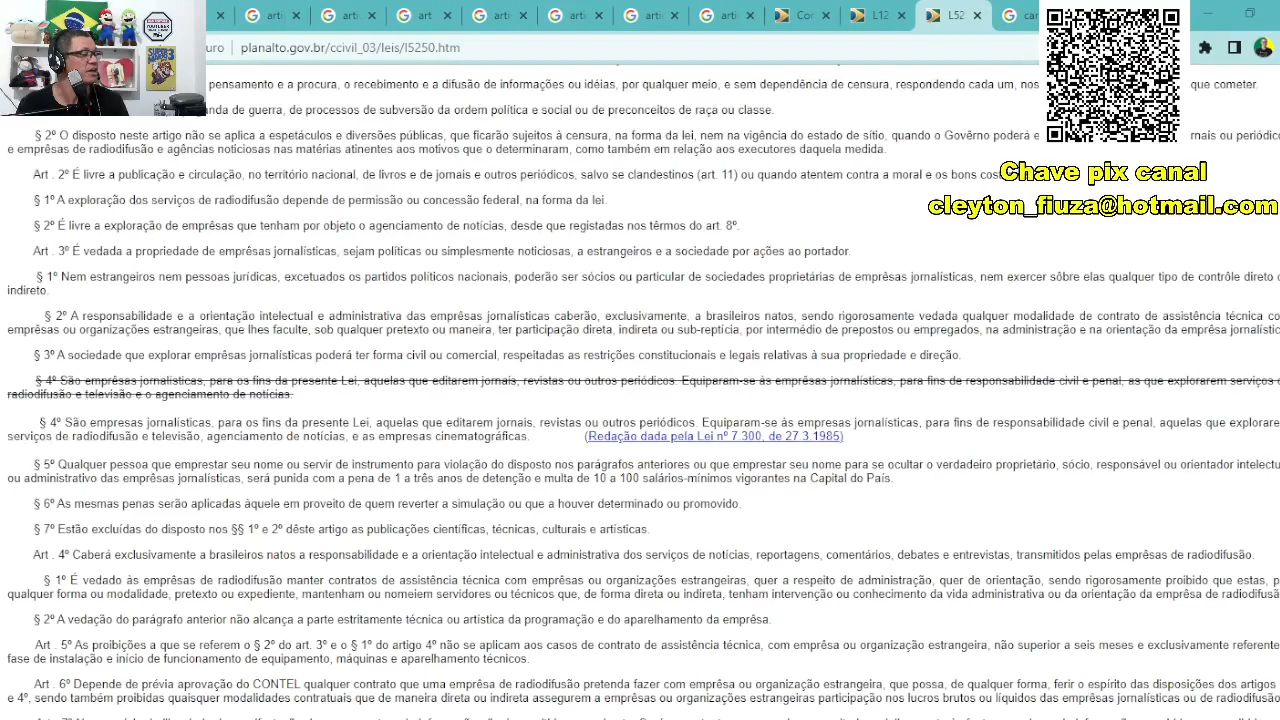 artic
artic
art
artic
artic
artic
artic
Con
L12
L52
can
uro
planalto.gov.br/ccivil_03/leis/l5250.htm
SUPER
3
pensamento e a procura, o recebimento e a difusão de informações ou idéias, por qualquer meio, e sem dependência de censura, respondendo cada um, nos que cometer.
anda de guerra, de processos de subversão da ordem política e social ou de preconceitos de raça ou classe.
§ 2º O disposto neste artigo não se aplica a espetáculos e diversões públicas, que ficarão sujeitos à censura, na forma da lei, nem na vigência do estado de sítio, quando o Govêrno poderá e rnais ou periódico
e emprêsas de radiodifusão e agências noticiosas nas matérias atinentes aos motivos que o determinaram, como também em relação aos executores daquela medida.
Art . 2º É livre a publicação e circulação, no território nacional, de livros e de jornais e outros periódicos, salvo se clandestinos (art. 11) ou quando atentem contra a moral e os bons cos
Chave pix canal
§ 1º A exploração dos serviços de radiodifusão depende de permissão ou concessão federal, na forma da lei.
cleyton_fiuza@hotmail.com
§ 2º É livre a exploração de emprêsas que tenham por objeto o agenciamento de notícias, desde que registadas nos têrmos do art. 8º.
Art . 3º É vedada a propriedade de emprêsas jornalísticas, sejam políticas ou simplesmente noticiosas, a estrangeiros e a sociedade por ações ao portador.
§ 1º Nem estrangeiros nem pessoas jurídicas, excetuados os partidos políticos nacionais, poderão ser sócios ou particular de sociedades proprietárias de emprêsas jornalísticas, nem exercer sôbre elas qualquer tipo de contrôle direto o
indireto.
§ 2º A responsabilidade e a orientação intelectual e administrativa das emprêsas jornalísticas caberão, exclusivamente, a brasileiros natos, sendo rigorosamente vedada qualquer modalidade de contrato de assistência técnica co
emprêsas ou organizações estrangeiras, que lhes faculte, sob qualquer pretexto ou maneira, ter participação direta, indireta ou sub-reptícia, por intermédio de prepostos ou empregados, na administração e na orientação da emprêsa jornalístic
§ 3º A sociedade que explorar emprêsas jornalísticas poderá ter forma civil ou comercial, respeitadas as restrições constitucionais e legais relativas à sua propriedade e direção.
§ 4º São emprêsas jornalísticas, para os fins da presente Lei, aquelas que editarem jornais, revistas ou outros periódicos. Equiparam-se às emprêsas jornalísticas, para fins de responsabilidade civil e penal, as que explorarem serviços d
radiodifusão e televisão e o agenciamento de notícias.
§ 4º São empresas jornalísticas, para os fins da presente Lei, aquelas que editarem jornais, revistas ou outros periódicos. Equiparam-se às empresas jornalísticas, para fins de responsabilidade civil e penal, aquelas que explorare
serviços de radiodifusão e televisão, agenciamento de notícias, e as empresas cinematográficas. (Redação dada pela Lei nº 7.300, de 27.3.1985)
§ 5º Qualquer pessoa que emprestar seu nome ou servir de instrumento para violação do disposto nos parágrafos anteriores ou que emprestar seu nome para se ocultar o verdadeiro proprietário, sócio, responsável ou orientador intelectu
ou administrativo das emprêsas jornalísticas, será punida com a pena de 1 a três anos de detenção e multa de 10 a 100 salários-mínimos vigorantes na Capital do País.
§ 6º As mesmas penas serão aplicadas àquele em proveito de quem reverter a simulação ou que a houver determinado ou promovido.
§ 7º Estão excluídas do disposto nos §§ 1º e 2º dêste artigo as publicações científicas, técnicas, culturais e artísticas.
Art . 4º Caberá exclusivamente a brasileiros natos a responsabilidade e a orientação intelectual e administrativa dos serviços de notícias, reportagens, comentários, debates e entrevistas, transmitidos pelas emprêsas de radiodifusão.
§ 1º É vedado às emprêsas de radiodifusão manter contratos de assistência técnica com emprêsas ou organizações estrangeiras, quer a respeito de administração, quer de orientação, sendo rigorosamente proibido que estas, p
qualquer forma ou modalidade, pretexto ou expediente, mantenham ou nomeiem servidores ou técnicos que, de forma direta ou indireta, tenham intervenção ou conhecimento da vida administrativa ou da orientação da emprêsa de radiodifusã
§ 2º A vedação do parágrafo anterior não alcança a parte estritamente técnica ou artística da programação e do aparelhamento da emprêsa.
Art . 5º As proibições a que se referem o § 2º do art. 3º e o § 1º do artigo 4º não se aplicam aos casos de contrato de assistência técnica, com emprêsa ou organização estrangeira, não superior a seis meses e exclusivamente referente
fase de instalação e início de funcionamento de equipamento, máquinas e aparelhamento técnicos.
Art . 6º Depende de prévia aprovação do CONTEL qualquer contrato que uma emprêsa de radiodifusão pretenda fazer com emprêsa ou organização estrangeira, que possa, de qualquer forma, ferir o espírito das disposições dos artigos
e 4º, sendo também proibidas quaisquer modalidades contratuais que de maneira direta ou indireta assegurem a emprêsas ou organizações estrangeiras participação nos lucros brutos ou líquidos das emprêsas jornalísticas ou de radiodifusão